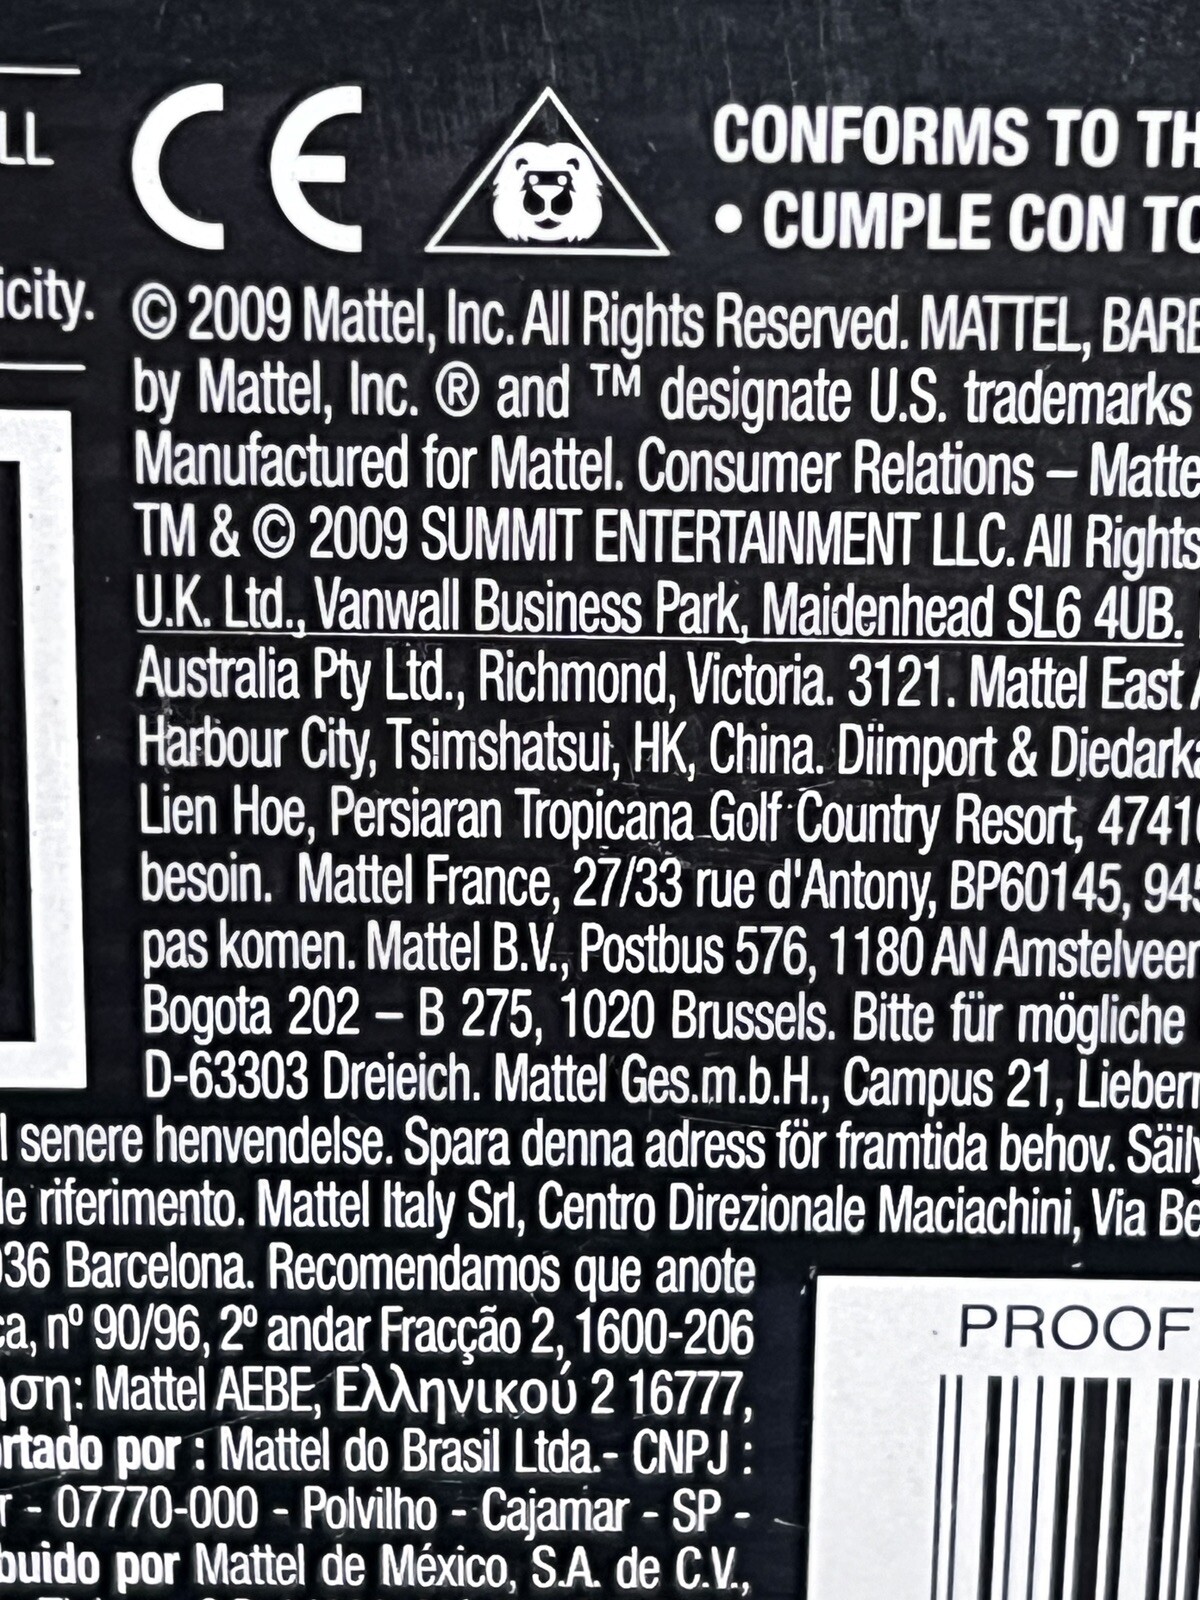 LL
CE
CONFORMS TO TH
• CUMPLE CON TO
icity.
© 2009 Mattel, Inc. All Rights Reserved. MATTEL, BARB
by Mattel, Inc. ® and ™ designate U.S. trademarks
Manufactured for Mattel. Consumer Relations – Matte
TM & © 2009 SUMMIT ENTERTAINMENT LLC. All Rights
U.K. Ltd., Vanwall Business Park, Maidenhead SL6 4UB.
Australia Pty Ltd., Richmond, Victoria. 3121. Mattel East A
Harbour City, Tsimshatsui, HK, China. Diimport & Diedarka
Lien Hoe, Persiaran Tropicana Golf Country Resort, 4741
besoin. Mattel France, 27/33 rue d'Antony, BP60145, 945
pas komen. Mattel B.V., Postbus 576, 1180 AN Amstelveen
Bogota 202 – B 275, 1020 Brussels. Bitte für mögliche
D-63303 Dreieich. Mattel Ges.m.b.H., Campus 21, Lieberm
l senere henvendelse. Spara denna adress för framtida behov. Säily
le riferimento. Mattel Italy Srl, Centro Direzionale Maciachini, Via Be
036 Barcelona. Recomendamos que anote
ca, nº 90/96, 2º andar Fracção 2, 1600-206
ηση: Mattel AEBE, Ελληνικού 2 16777,
rtado por : Mattel do Brasil Ltda.- CNPJ :
r - 07770-000 - Polvilho - Cajamar - SP -
buido por Mattel de México, S.A. de C.V.,
PROOF